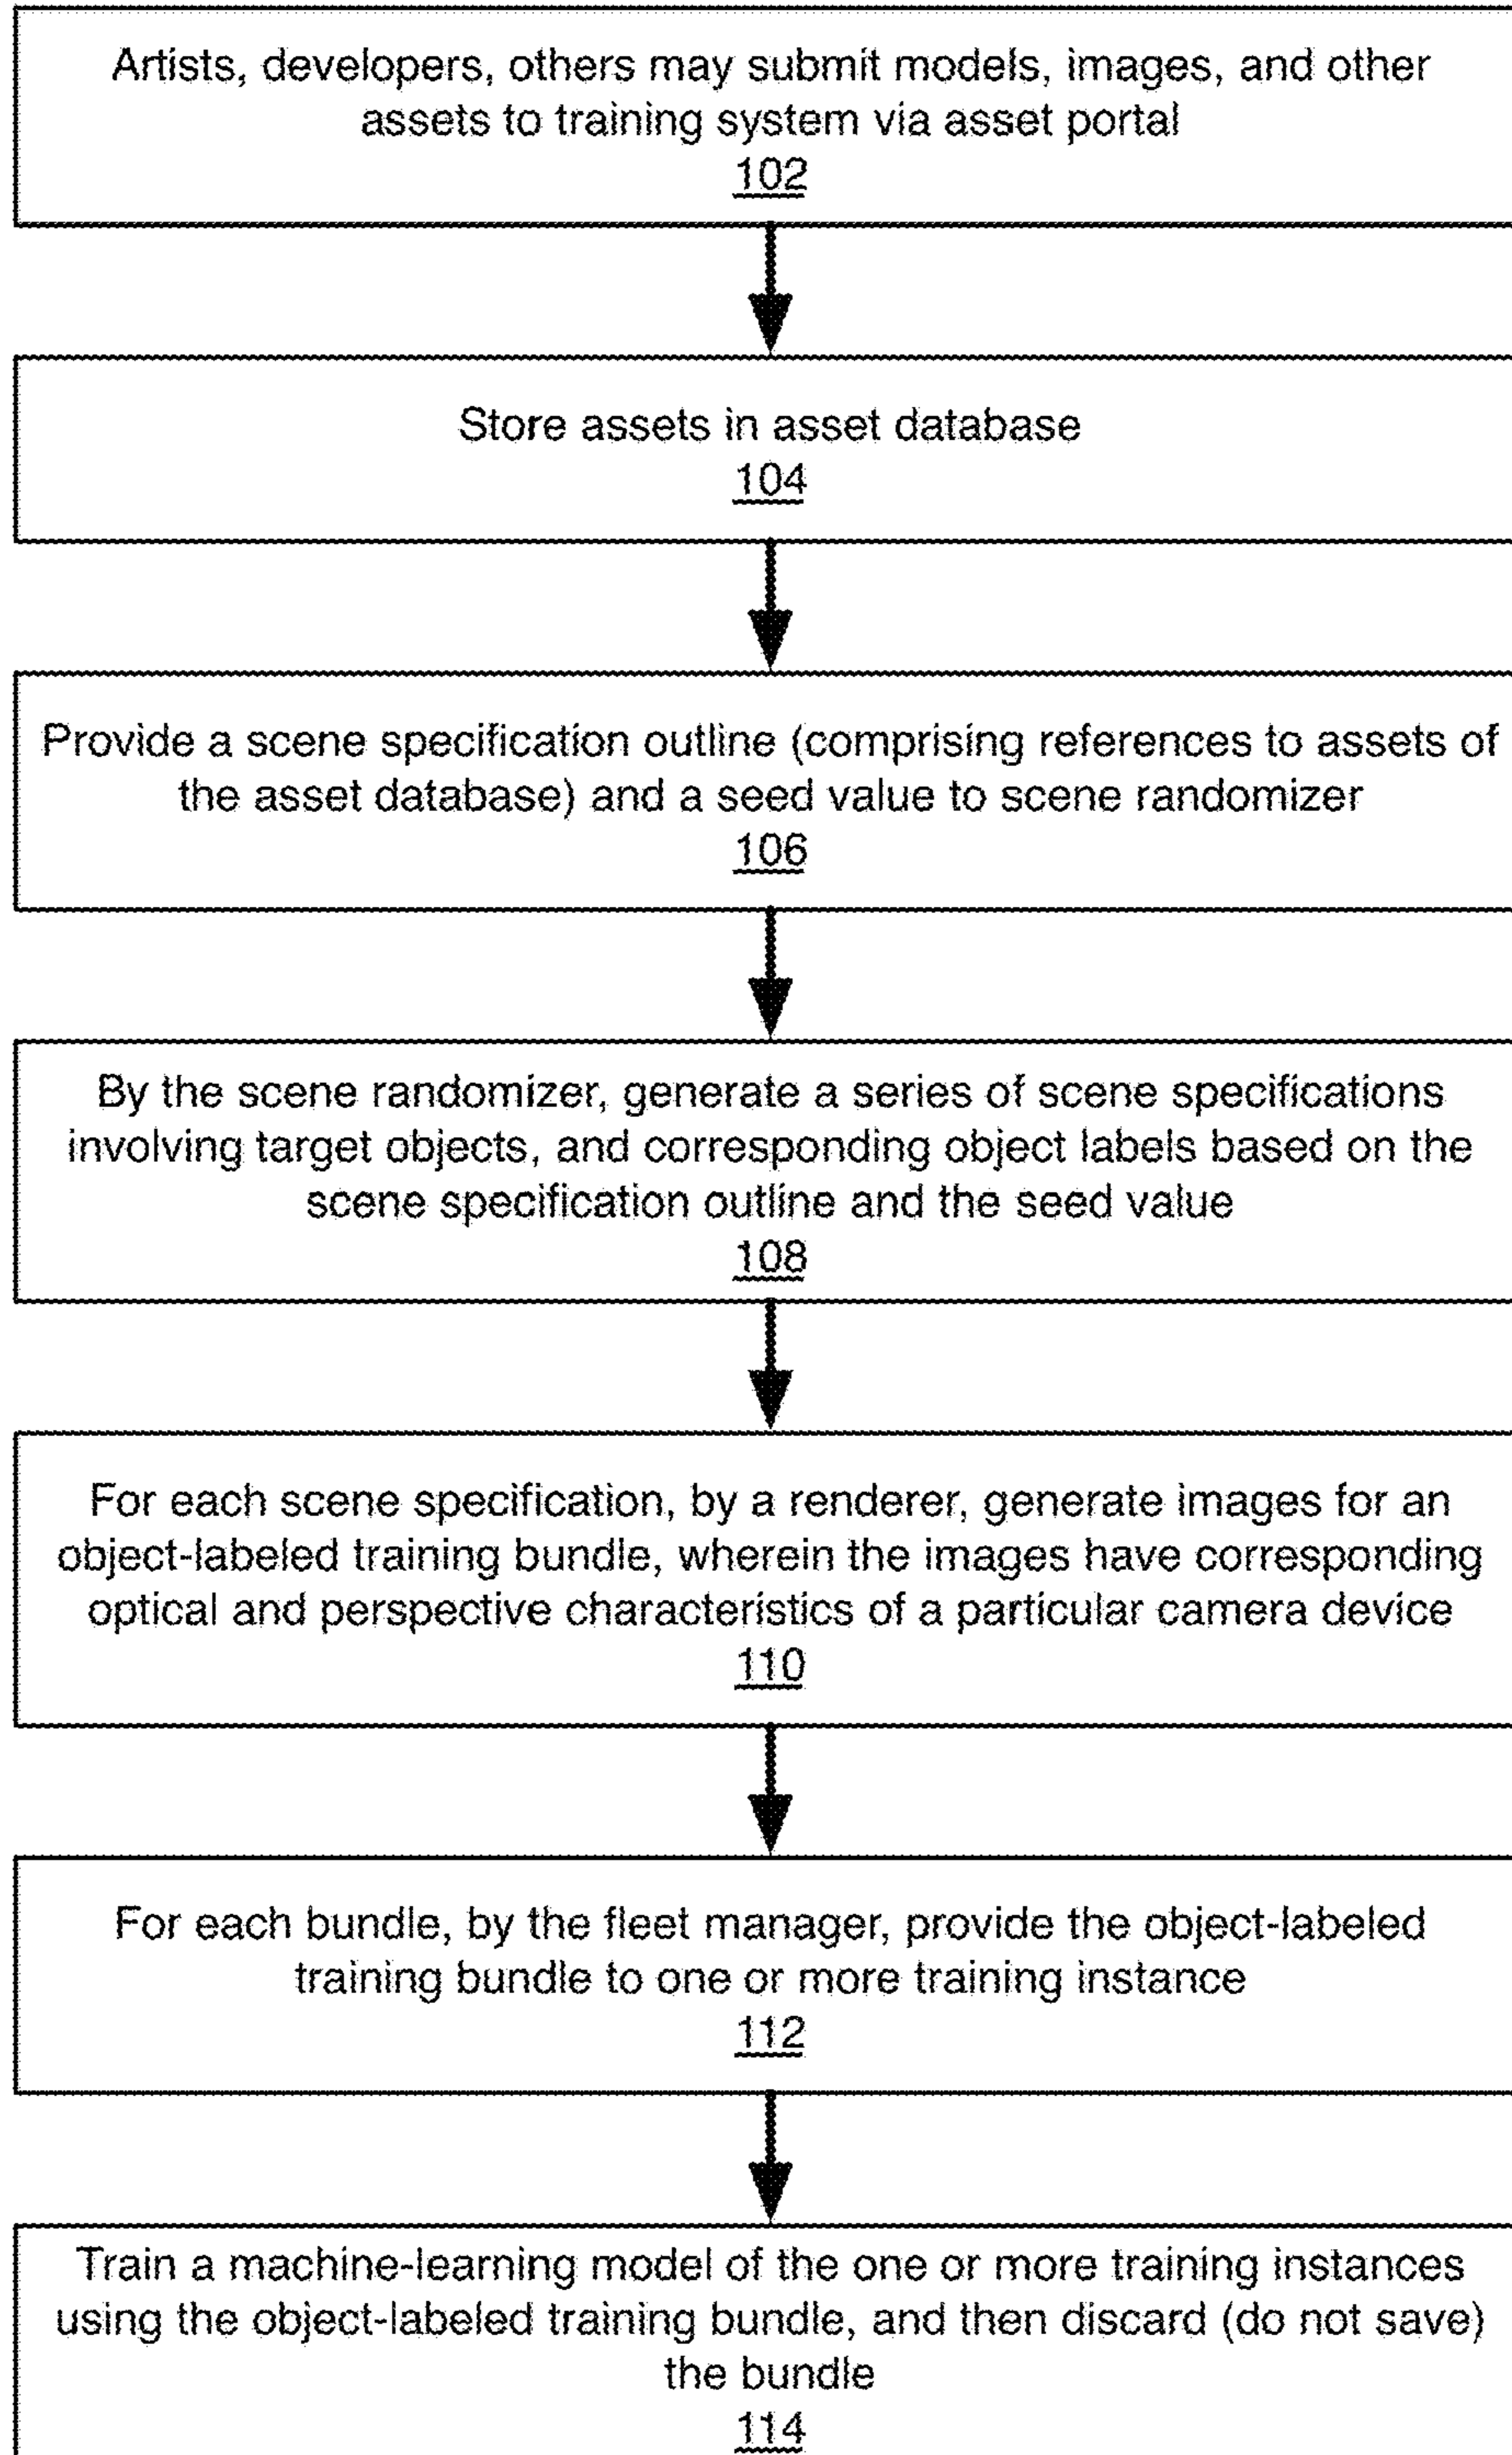 Artists, developers, others may submit models, images, and other
assets to training system via asset portal
102
Store assets in asset database
104
Provide a scene specification outline (comprising references to assets of
the asset database) and a seed value to scene randomizer
106
By the scene randomizer, generate a series of scene specifications
involving target objects, and corresponding object labels based on the
scene specification outline and the seed value
108
For each scene specification, by a renderer, generate images for an
object-labeled training bundle, wherein the images have corresponding
optical and perspective characteristics of a particular camera device
110
For each bundle, by the fleet manager, provide the object-labeled
training bundle to one or more training instance
112
Train a machine-learning model of the one or more training instances
using the object-labeled training bundle, and then discard (do not save)
the bundle
114